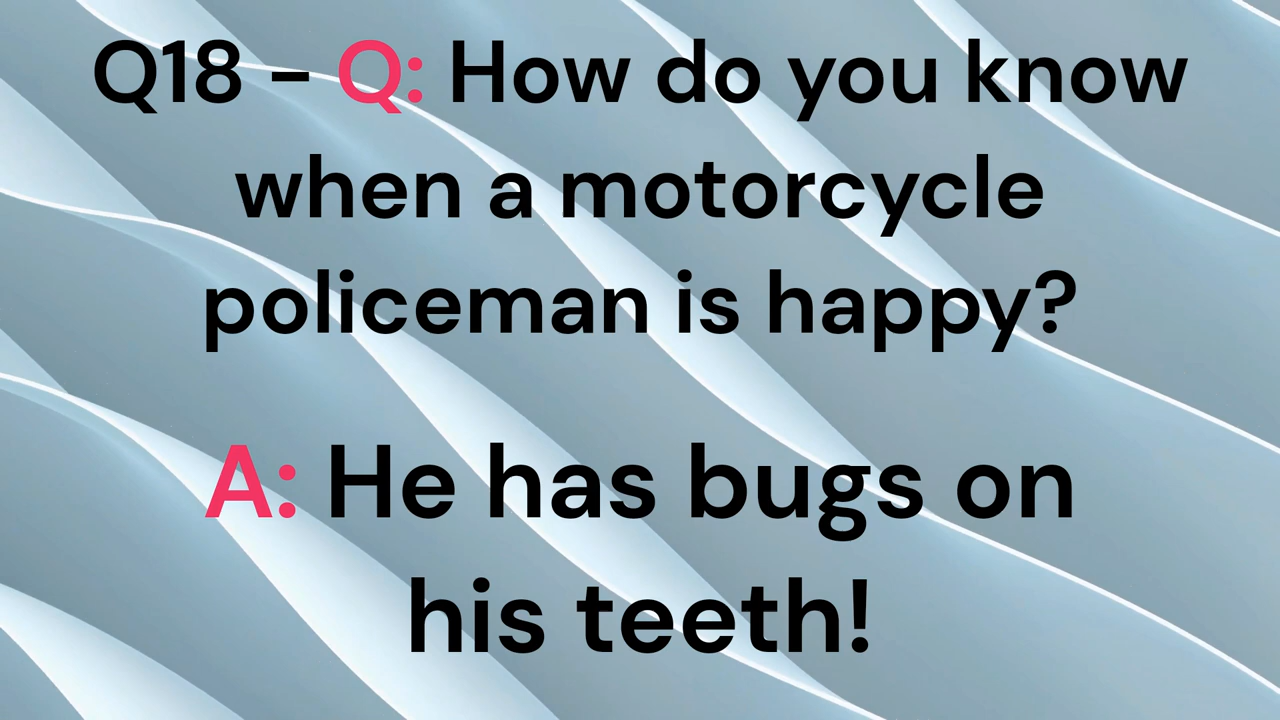 Q18 – Q: How do you know
when a motorcycle
policeman is happy?
A: He has bugs on
his teeth!